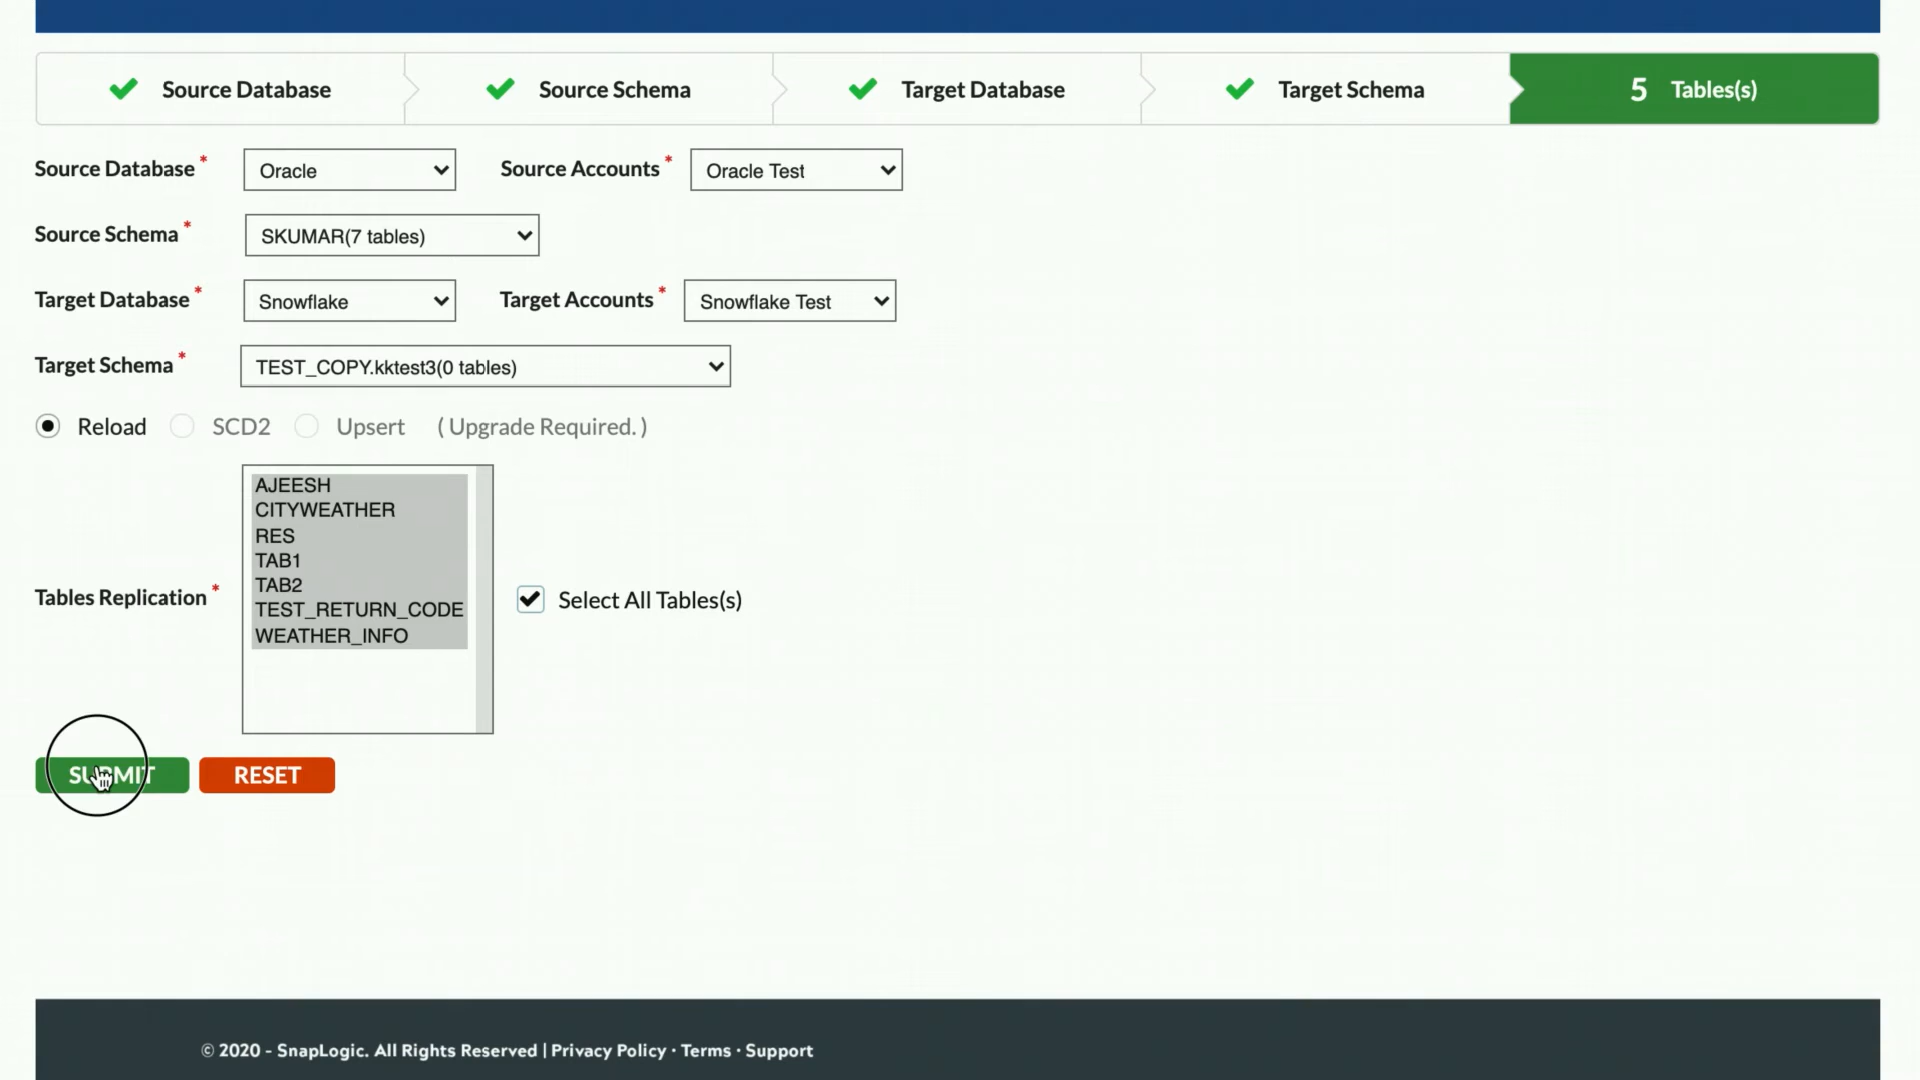 Source Database Source Schema Target Database Target Schema 5 Tables(s)
Source Database * Oracle Source Accounts * Oracle Test
Source Schema * SKUMAR(7 tables)
Target Database * Snowflake Target Accounts * Snowflake Test
Target Schema * TEST_COPY.kktest3(0 tables)
Reload SCD2 Upsert ( Upgrade Required. )
AJEESH
CITYWEATHER
RES
TAB1
TAB2
TEST_RETURN_CODE
WEATHER_INFO
Tables Replication * Select All Tables(s)
SUBMIT RESET
© 2020 - SnapLogic. All Rights Reserved | Privacy Policy · Terms · Support